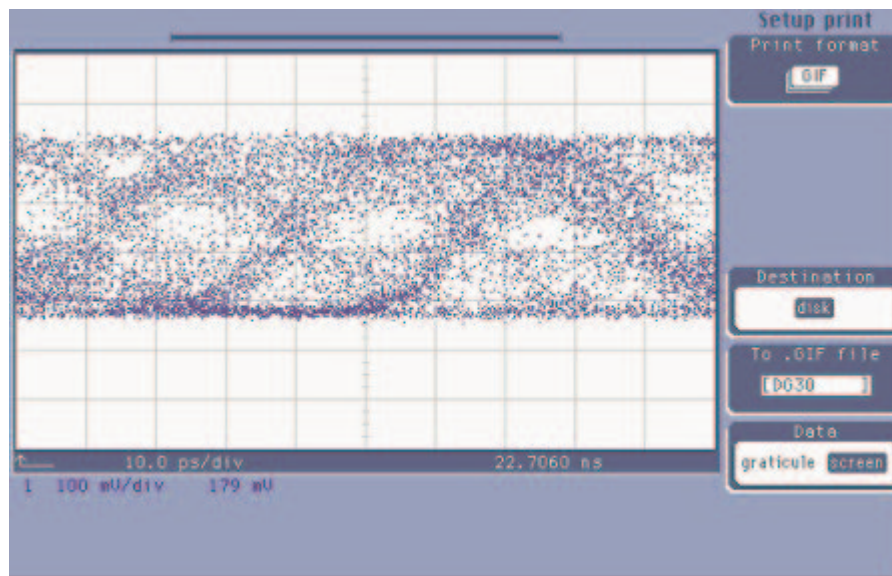 Setup print
Print format
GIF
Destination
disk
To .GIF file
[DG30 ]
Data
graticule screen
10.0 ps/div 22.7060 ns
1 100 mV/div 179 mV